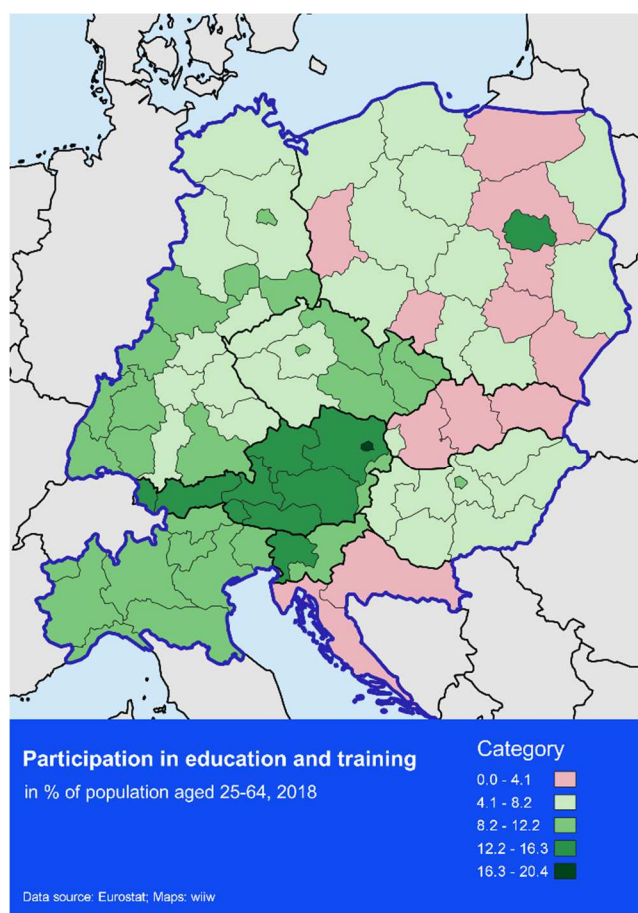 Participation in education and training
in % of population aged 25-64, 2018
Category
0.0 - 4.1
4.1 - 8.2
8.2 - 12.2
12.2 - 16.3
16.3 - 20.4
Data source: Eurostat; Maps: wiiw